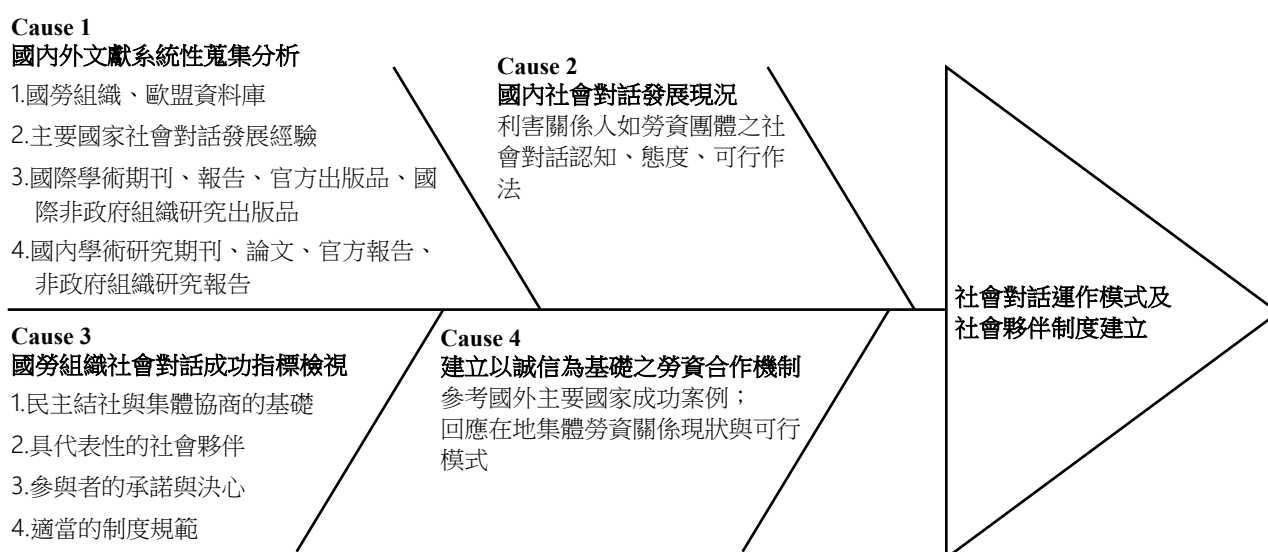 Cause 1
國內外文獻系統性蒐集分析
1.國勞組織、歐盟資料庫
2.主要國家社會對話發展經驗
3.國際學術期刊、報告、官方出版品、國
際非政府組織研究出版品
4.國內學術研究期刊、論文、官方報告、
非政府組織研究報告
Cause 2
國內社會對話發展現況
利害關係人如勞資團體之社
會對話認知、態度、可行作
法
Cause 3
國勞組織社會對話成功指標檢視
1.民主結社與集體協商的基礎
2.具代表性的社會夥伴
3.參與者的承諾與決心
4.適當的制度規範
Cause 4
建立以誠信為基礎之勞資合作機制
參考國外主要國家成功案例；
回應在地集體勞資關係現狀與可行
模式
社會對話運作模式及
社會夥伴制度建立